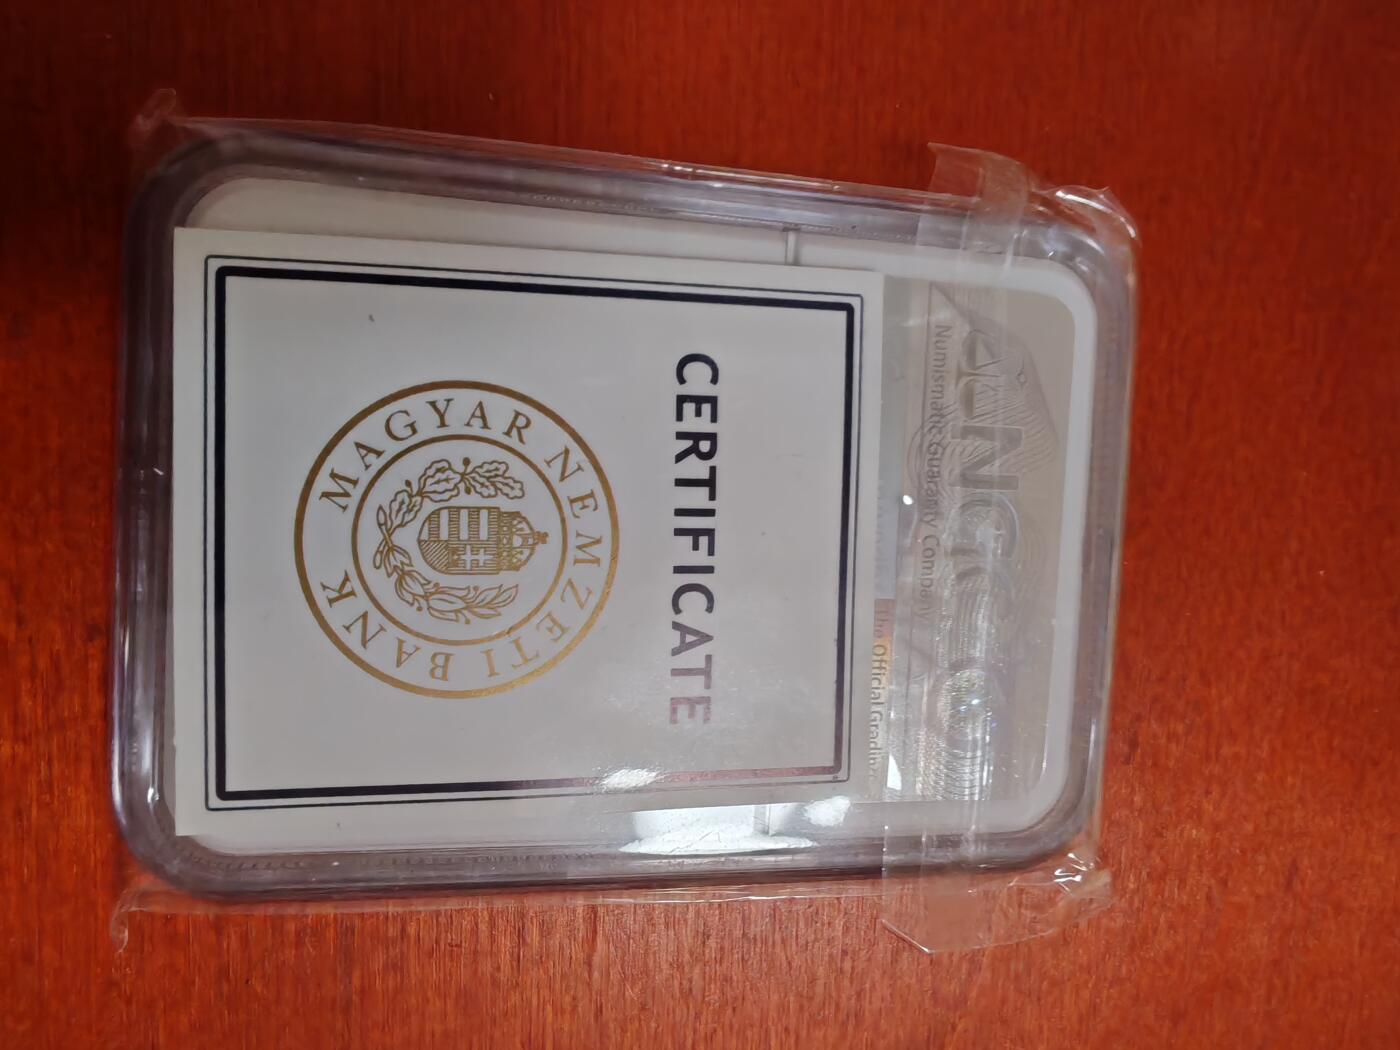 NGC
Numismatic Guaranty Company
The Official Grading
CERTIFICATE
MAGYAR NEMZETI BANK